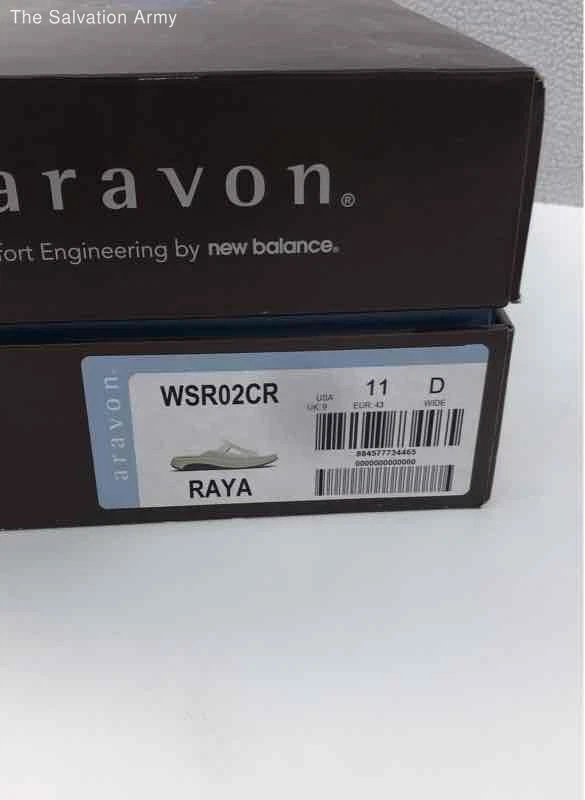 The Salvation Army
aravon®
fort Engineering by new balance®
aravon.
WSR02CR
USA 11 D
UK 9 EUR 43 WIDE
884577734465
0000000000000
RAYA